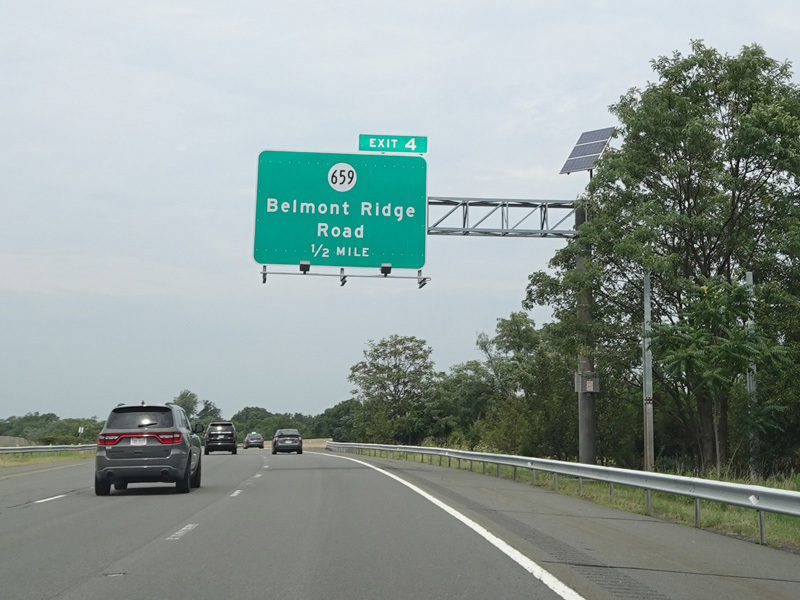 EXIT 4
659
Belmont Ridge
Road
1/2 MILE